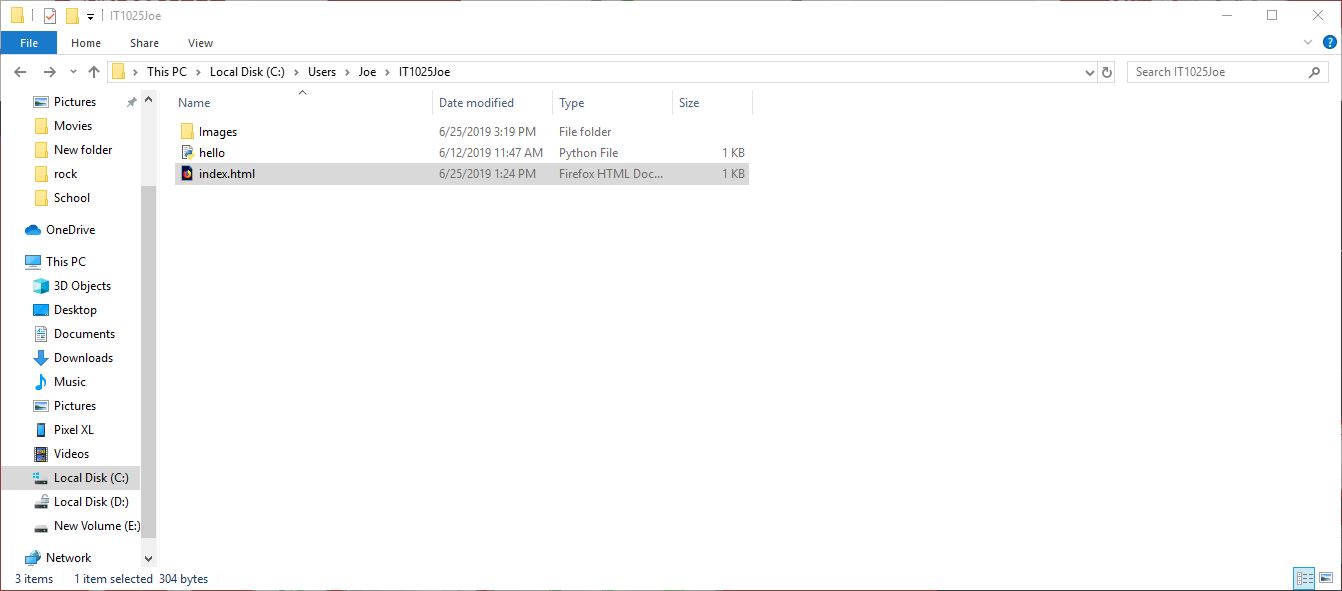 IT1025Joe
File Home Share View
This PC Local Disk (C:) Users Joe IT1025Joe Search IT1025Joe
Pictures
Movies
New folder
rock
School
OneDrive
This PC
3D Objects
Desktop
Documents
Downloads
Music
Pictures
Pixel XL
Videos
Local Disk (C:)
Local Disk (D:)
New Volume (E:)
Network
Name Date modified Type Size
Images 6/25/2019 3:19 PM File folder
hello 6/12/2019 11:47 AM Python File 1 KB
index.html 6/25/2019 1:24 PM Firefox HTML Doc... 1 KB
3 items 1 item selected 304 bytes